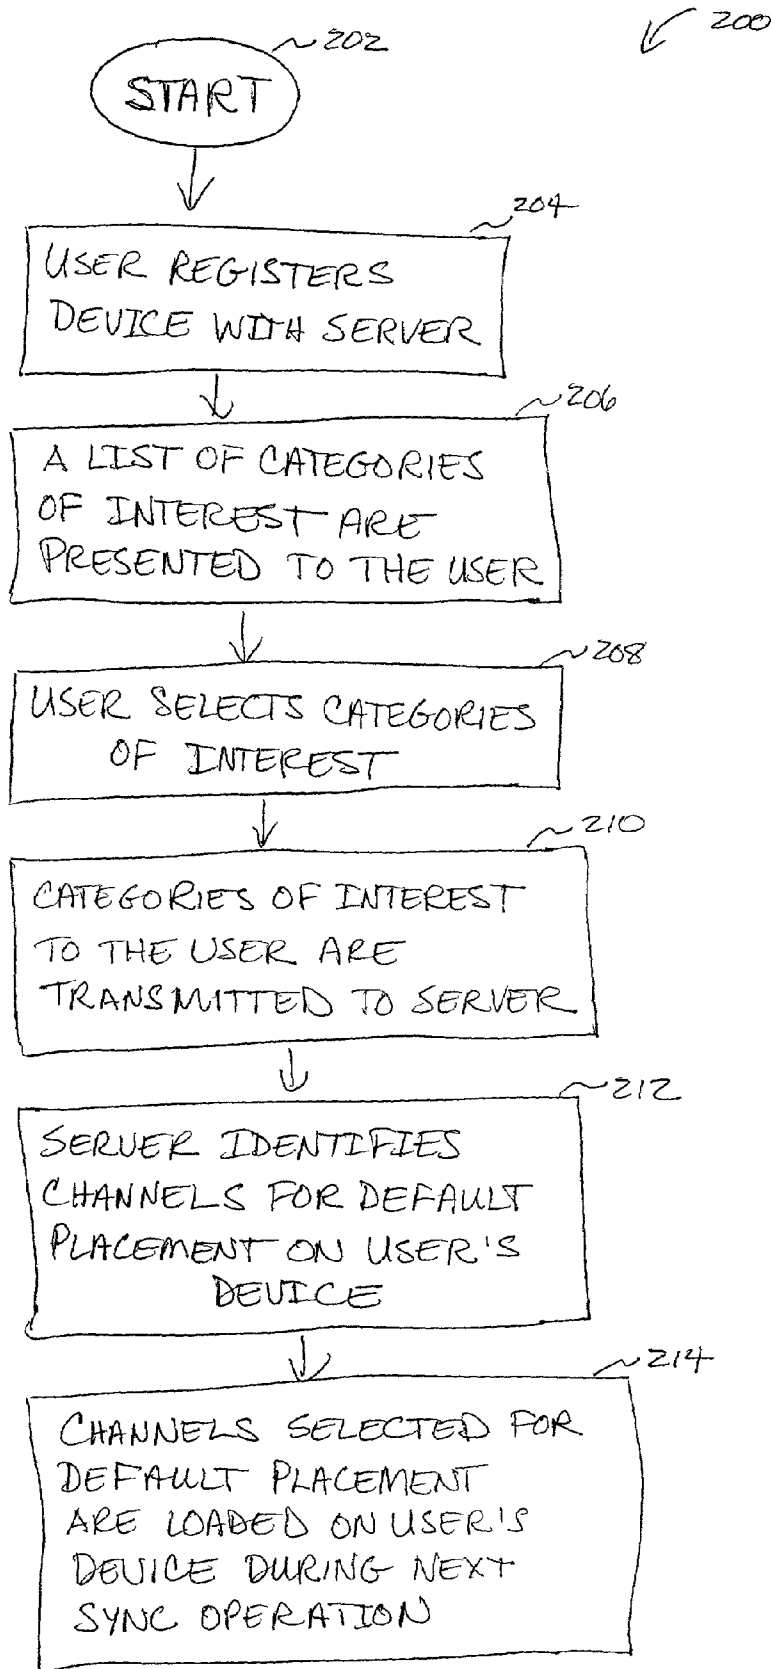 200
202
START
204
USER REGISTERS
DEVICE WITH SERVER
206
A LIST OF CATEGORIES
OF INTEREST ARE
PRESENTED TO THE USER
208
USER SELECTS CATEGORIES
OF INTEREST
210
CATEGORIES OF INTEREST
TO THE USER ARE
TRANSMITTED TO SERVER
212
SERVER IDENTIFIES
CHANNELS FOR DEFAULT
PLACEMENT ON USER'S
DEVICE
214
CHANNELS SELECTED FOR
DEFAULT PLACEMENT
ARE LOADED ON USER'S
DEVICE DURING NEXT
SYNC OPERATION